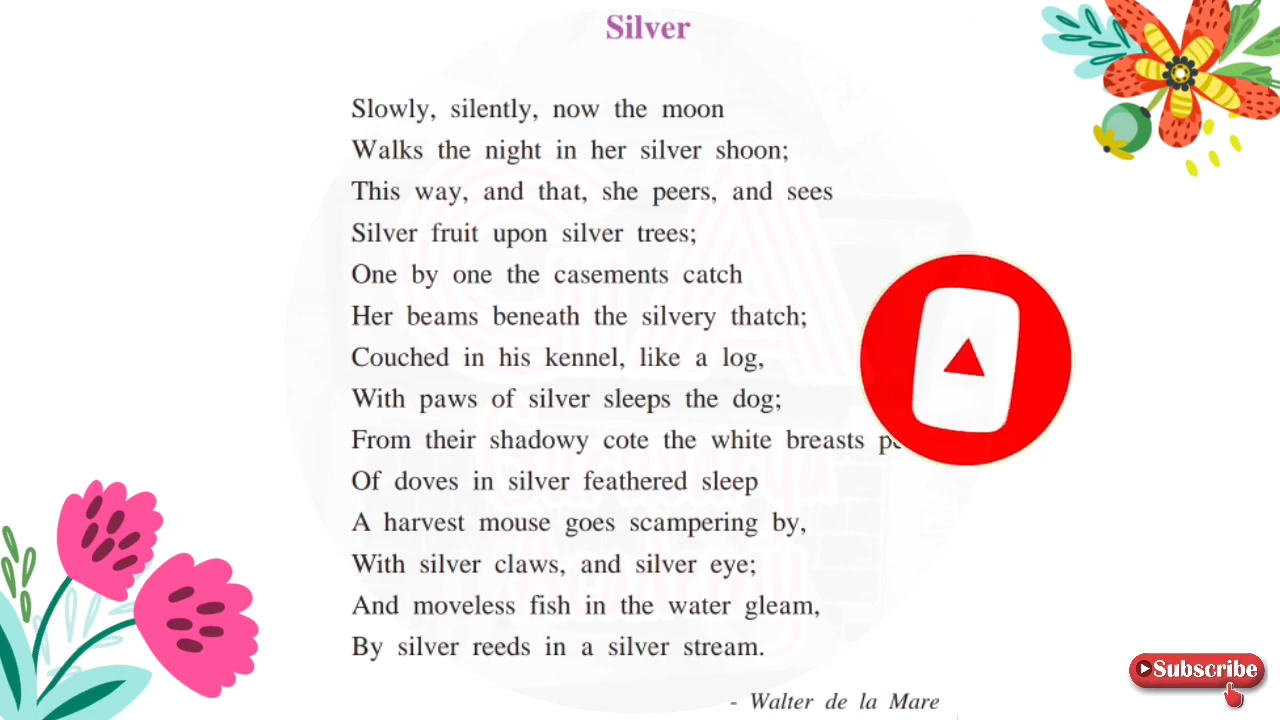 Silver
Slowly, silently, now the moon
Walks the night in her silver shoon;
This way, and that, she peers, and sees
Silver fruit upon silver trees;
One by one the casements catch
Her beams beneath the silvery thatch;
Couched in his kennel, like a log,
With paws of silver sleeps the dog;
From their shadowy cote the white breasts
Of doves in silver feathered sleep
A harvest mouse goes scampering by,
With silver claws, and silver eye;
And moveless fish in the water gleam,
By silver reeds in a silver stream.
- Walter de la Mare
Subscribe